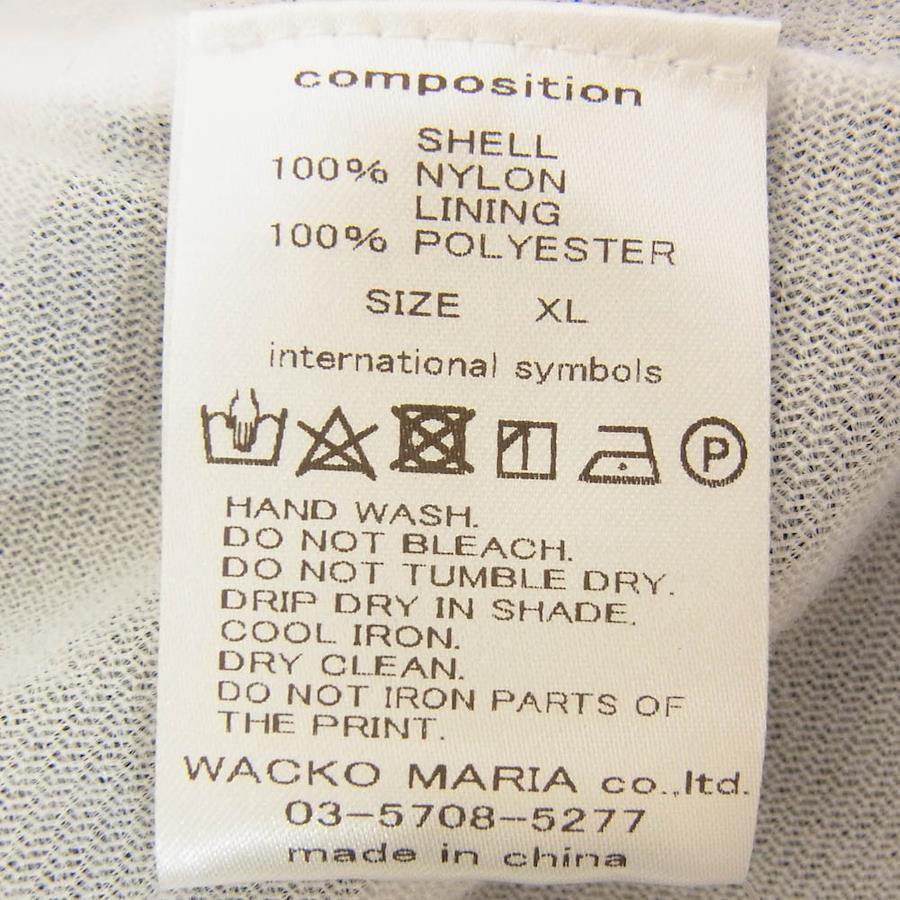 composition
SHELL
100% NYLON
LINING
100% POLYESTER
SIZE XL
international symbols
P
HAND WASH.
DO NOT BLEACH.
DO NOT TUMBLE DRY.
DRIP DRY IN SHADE.
COOL IRON.
DRY CLEAN.
DO NOT IRON PARTS OF
THE PRINT.
WACKO MARIA co.,ltd.
03-5708-5277
made in china